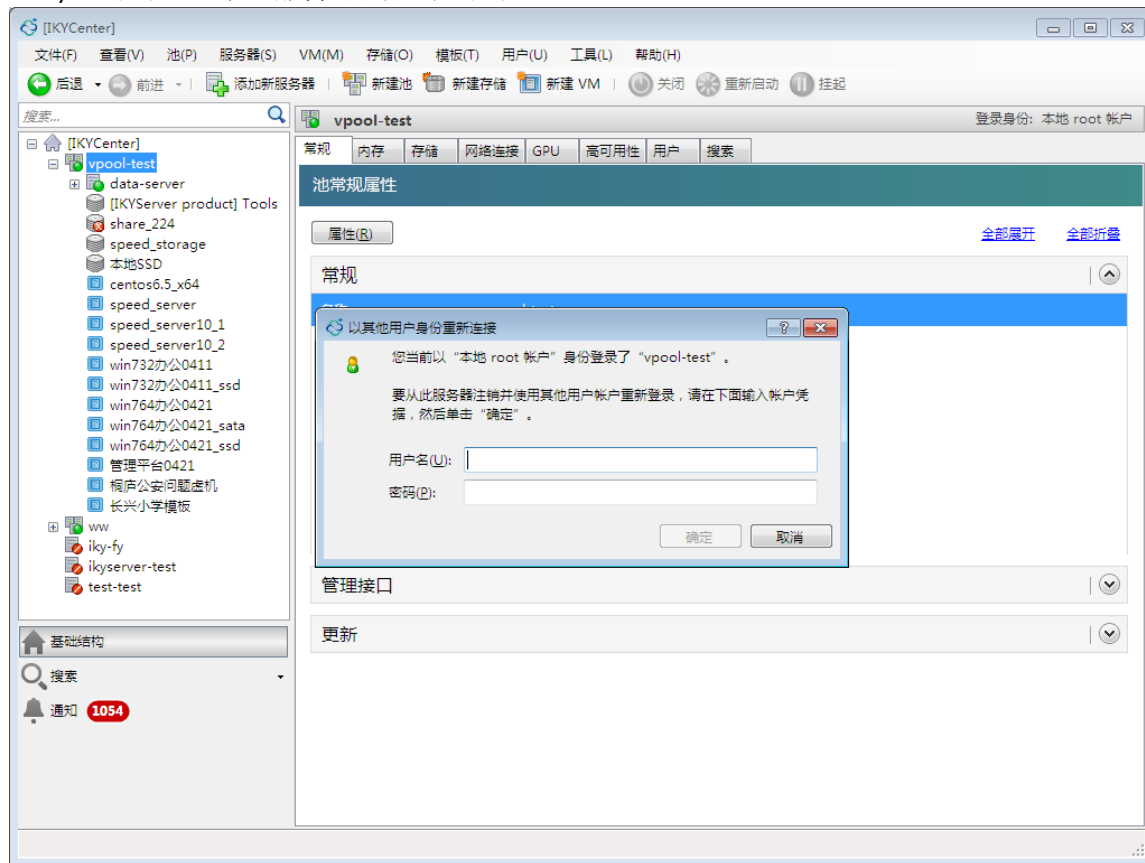 [IKYCenter]
文件(F) 查看(V) 池(P) 服务器(S) VM(M) 存储(O) 模板(T) 用户(U) 工具(L) 帮助(H)
后退 前进 添加新服务器 新建池 新建存储 新建 VM 关闭 重新启动 挂起
搜索...
vpool-test 登录身份: 本地 root 帐户
[IKYCenter]
vpool-test
data-server
[IKYServer product] Tools
share_224
speed_storage
本地SSD
centos6.5_x64
speed_server
speed_server10_1
speed_server10_2
win732办公0411
win732办公0411_ssd
win764办公0421
win764办公0421_sata
win764办公0421_ssd
管理平台0421
桐庐公安问题虚机
长兴小学模板
ww
iky-fy
ikyserver-test
test-test
基础结构
搜索
通知 1054
常规 内存 存储 网络连接 GPU 高可用性 用户 搜索
池常规属性
属性(R) 全部展开 全部折叠
常规
以其他用户身份重新连接
您当前以“本地 root 帐户”身份登录了“vpool-test”。
要从此服务器注销并使用其他用户帐户重新登录，请在下面输入帐户凭
据，然后单击“确定”。
用户名(U):
密码(P):
确定 取消
管理接口
更新